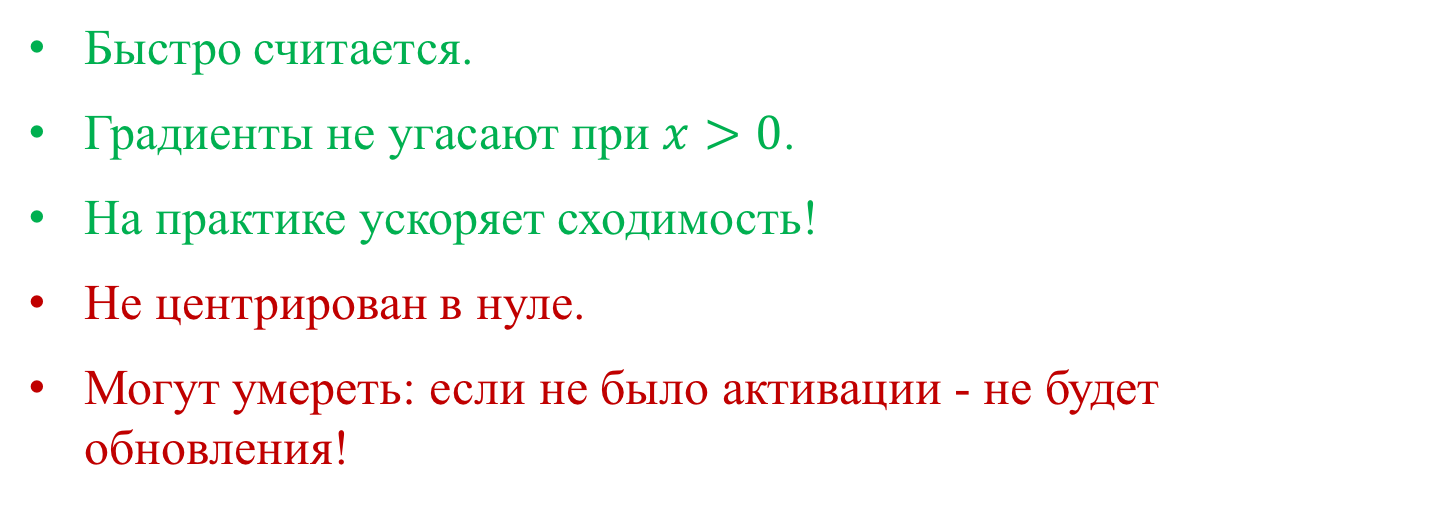 • Быстро считается.
• Градиенты не угасают при 𝑥 > 0.
• На практике ускоряет сходимость!
• Не центрирован в нуле.
• Могут умереть: если не было активации - не будет
обновления!